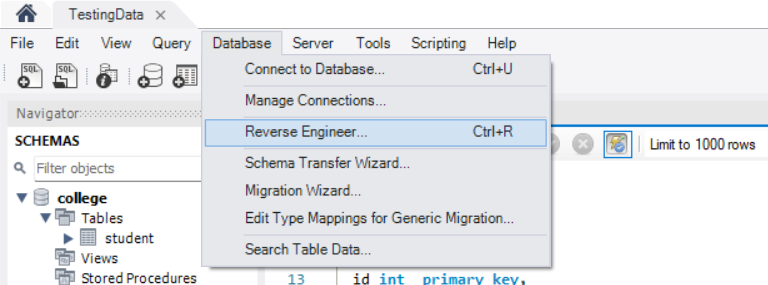 TestingData
File Edit View Query Database Server Tools Scripting Help
SQL SQL
Connect to Database... Ctrl+U
Manage Connections...
Navigator
Reverse Engineer... Ctrl+R
SCHEMAS
Limit to 1000 rows
Filter objects
Schema Transfer Wizard...
college
Migration Wizard...
Tables
Edit Type Mappings for Generic Migration...
student
Search Table Data...
Views
Stored Procedures
13 id int primary key,